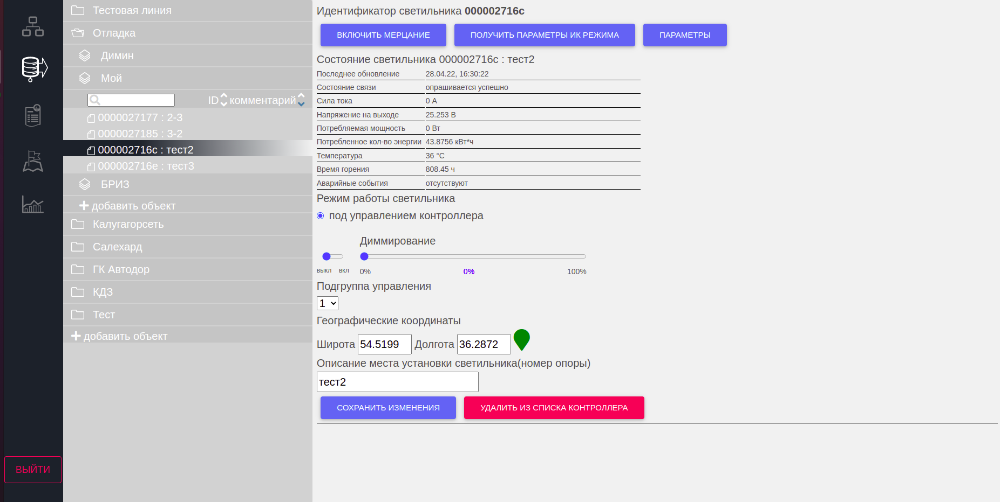 Тестовая линия
Отладка
Димин
Мой
ID комментарий
0000027177 : 2-3
0000027185 : 3-2
000002716c : тест2
000002716e : тест3
БРИЗ
добавить объект
Калугагорсеть
Салехард
ГК Автодор
КДЗ
Тест
добавить объект
ВЫЙТИ
Идентификатор светильника 000002716c
ВКЛЮЧИТЬ МЕРЦАНИЕ ПОЛУЧИТЬ ПАРАМЕТРЫ ИК РЕЖИМА ПАРАМЕТРЫ
Состояние светильника 000002716c : тест2
Последнее обновление 28.04.22, 16:30:22
Состояние связи опрашивается успешно
Сила тока 0 А
Напряжение на выходе 25.253 В
Потребляемая мощность 0 Вт
Потребленное кол-во энергии 43.8756 кВт*ч
Температура 36 °C
Время горения 808.45 ч
Аварийные события отсутствуют
Режим работы светильника
под управлением контроллера
Диммирование
выкл вкл 0% 0% 100%
Подгруппа управления
1
Географические координаты
Широта 54.5199 Долгота 36.2872
Описание места установки светильника(номер опоры)
тест2
СОХРАНИТЬ ИЗМЕНЕНИЯ УДАЛИТЬ ИЗ СПИСКА КОНТРОЛЛЕРА